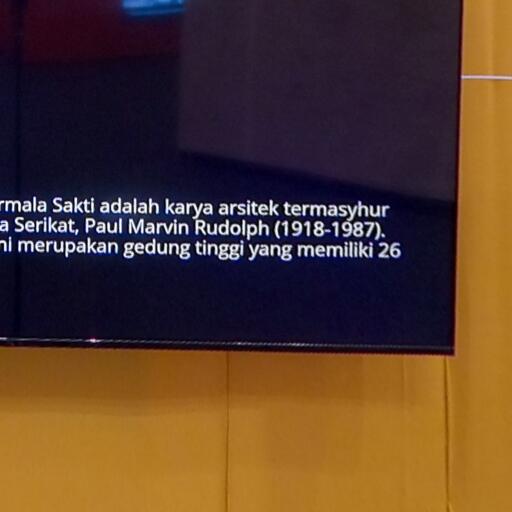 rmala Sakti adalah karya arsitek termasyhur
a Serikat, Paul Marvin Rudolph (1918-1987).
ni merupakan gedung tinggi yang memiliki 26